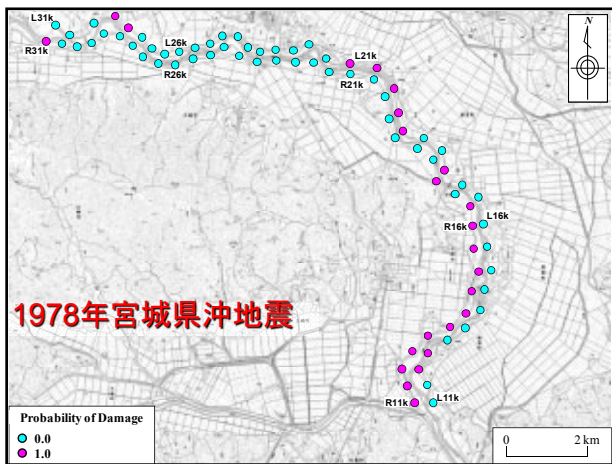 L31k
R31k
L26k
R26k
L21k
R21k
N
L16k
R16k
1978年宮城県沖地震
R11k
L11k
Probability of Damage
0.0
1.0
0 2 km